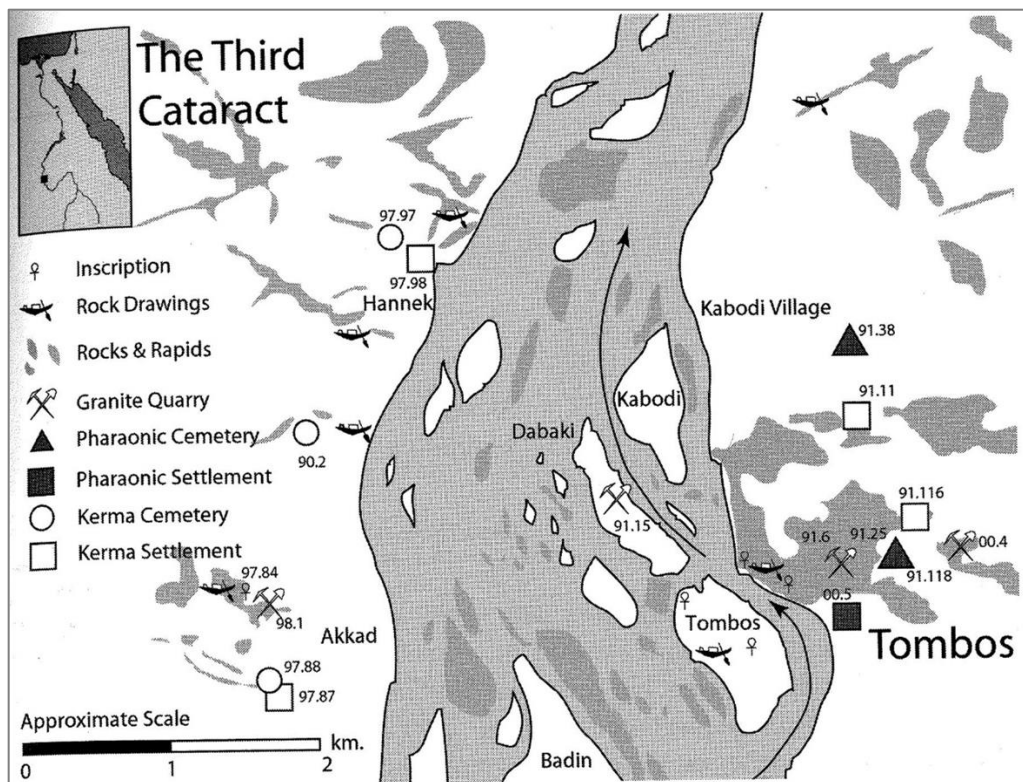 The Third
Cataract
Inscription
Rock Drawings
Rocks & Rapids
Granite Quarry
Pharaonic Cemetery
Pharaonic Settlement
Kerma Cemetery
Kerma Settlement
97.97
97.98
Hannek
Kabodi Village
91.38
91.11
Kabodi
Dabaki
90.2
91.15
91.116
91.6
91.25
00.4
91.118
00.5
97.84
98.1
Akkad
Tombos
Tombos
97.88
97.87
Approximate Scale
km.
0
1
2
Badin